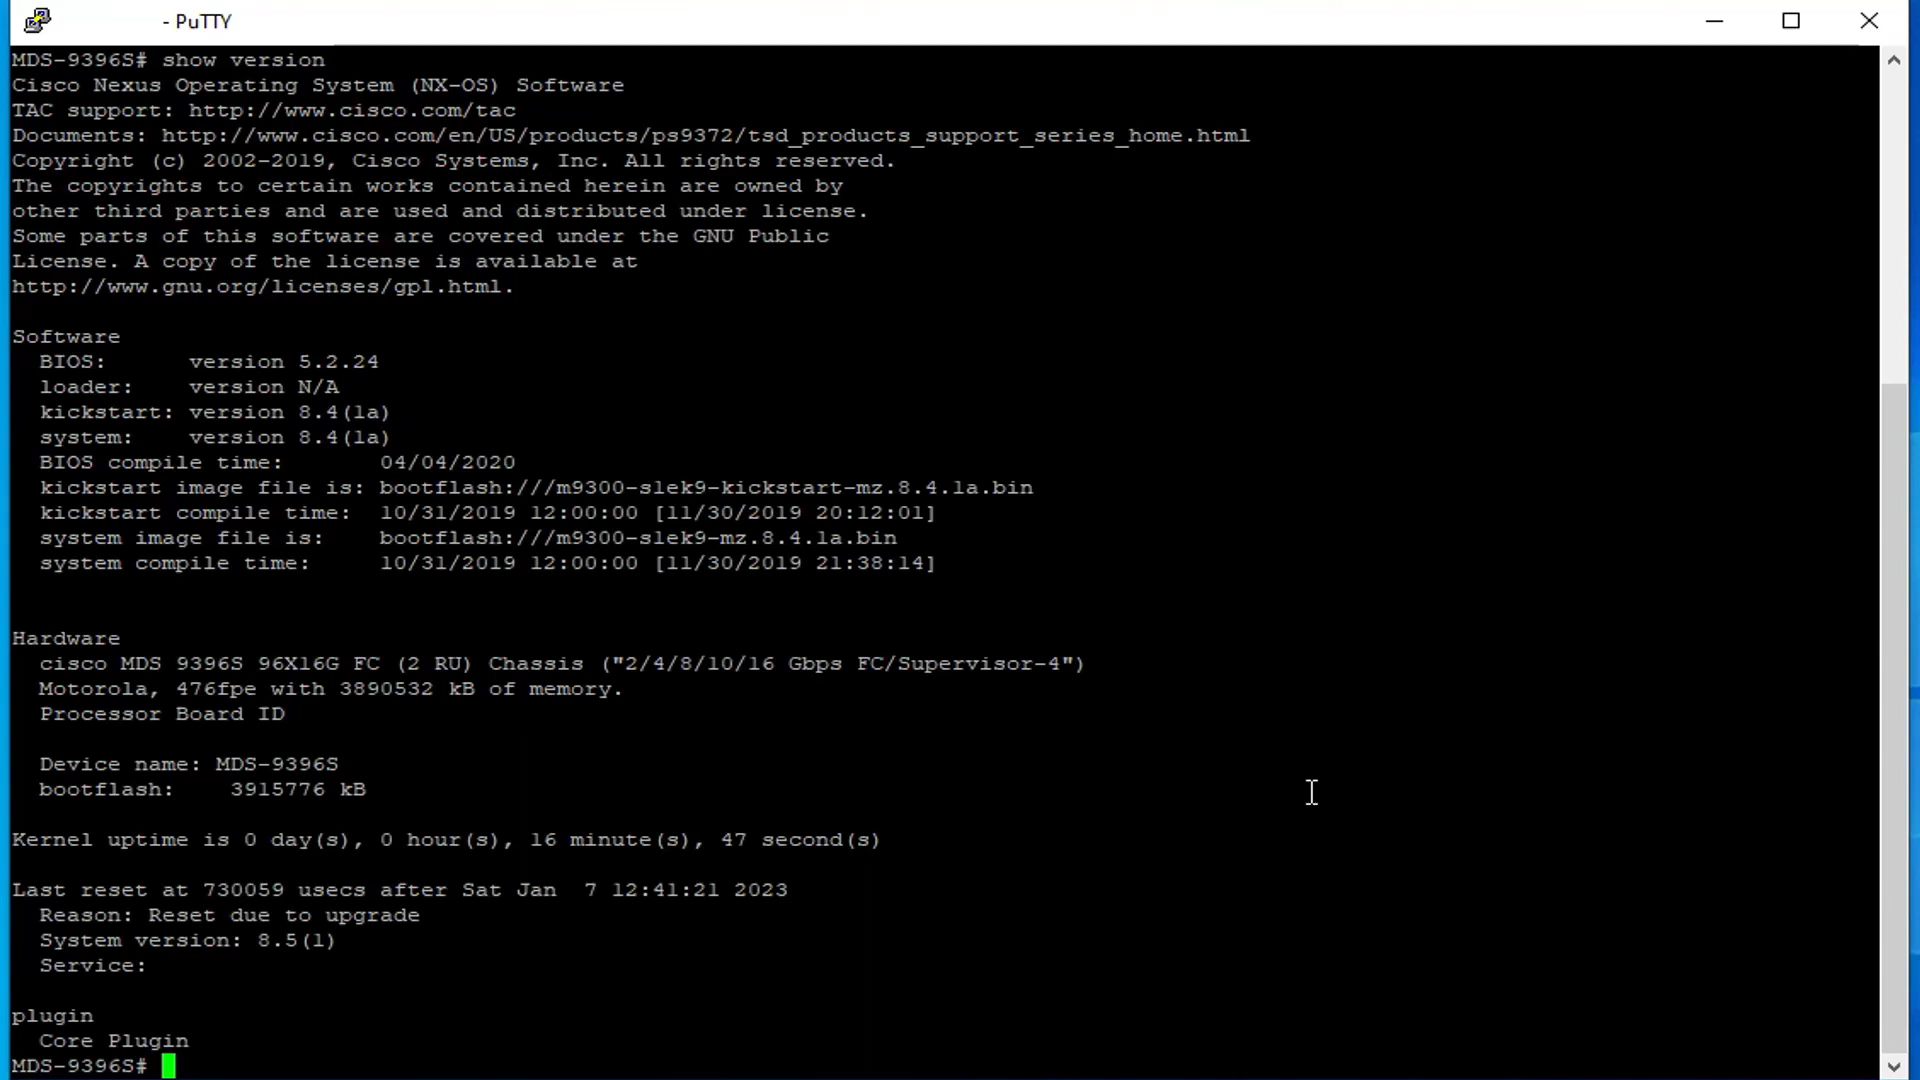 - PuTTY
MDS-9396S# show version
Cisco Nexus Operating System (NX-OS) Software
TAC support: http://www.cisco.com/tac
Documents: http://www.cisco.com/en/US/products/ps9372/tsd_products_support_series_home.html
Copyright (c) 2002-2019, Cisco Systems, Inc. All rights reserved.
The copyrights to certain works contained herein are owned by
other third parties and are used and distributed under license.
Some parts of this software are covered under the GNU Public
License. A copy of the license is available at
http://www.gnu.org/licenses/gpl.html.
Software
BIOS: version 5.2.24
loader: version N/A
kickstart: version 8.4(1a)
system: version 8.4(1a)
BIOS compile time: 04/04/2020
kickstart image file is: bootflash:///m9300-s1ek9-kickstart-mz.8.4.1a.bin
kickstart compile time: 10/31/2019 12:00:00 [11/30/2019 20:12:01]
system image file is: bootflash:///m9300-s1ek9-mz.8.4.1a.bin
system compile time: 10/31/2019 12:00:00 [11/30/2019 21:38:14]
Hardware
cisco MDS 9396S 96X16G FC (2 RU) Chassis ("2/4/8/10/16 Gbps FC/Supervisor-4")
Motorola, 476fpe with 3890532 kB of memory.
Processor Board ID
Device name: MDS-9396S
bootflash: 3915776 kB
Kernel uptime is 0 day(s), 0 hour(s), 16 minute(s), 47 second(s)
Last reset at 730059 usecs after Sat Jan 7 12:41:21 2023
Reason: Reset due to upgrade
System version: 8.5(1)
Service:
plugin
Core Plugin
MDS-9396S#